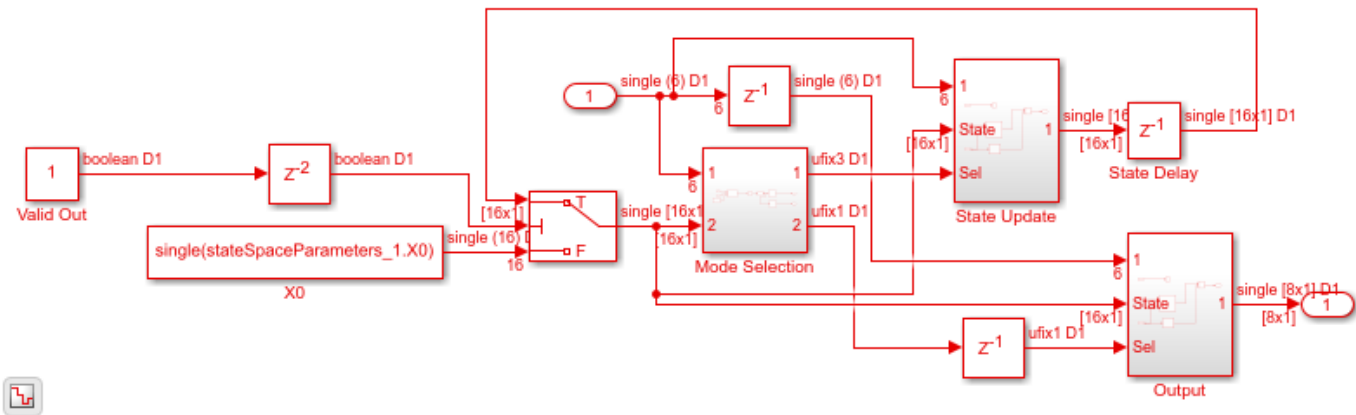 single (6) D1
single (6) D1
1
6
Z-1
1
6
single [16
single [16x1] D1
State
1
Z-1
[16x1]
[16x1]
Sel
State Delay
State Update
boolean D1
boolean D1
1
Z-2
Valid Out
1
1
ufix3 D1
6
2
2
ufix1 D1
[16x1]
Mode Selection
[16x1]
T
F
single [16x1
single (16) D
16
single(stateSpaceParameters_1.X0)
X0
1
6
State
1
single [8x1] D1
1
[16x1]
[8x1]
Sel
Z-1
ufix1 D1
Output